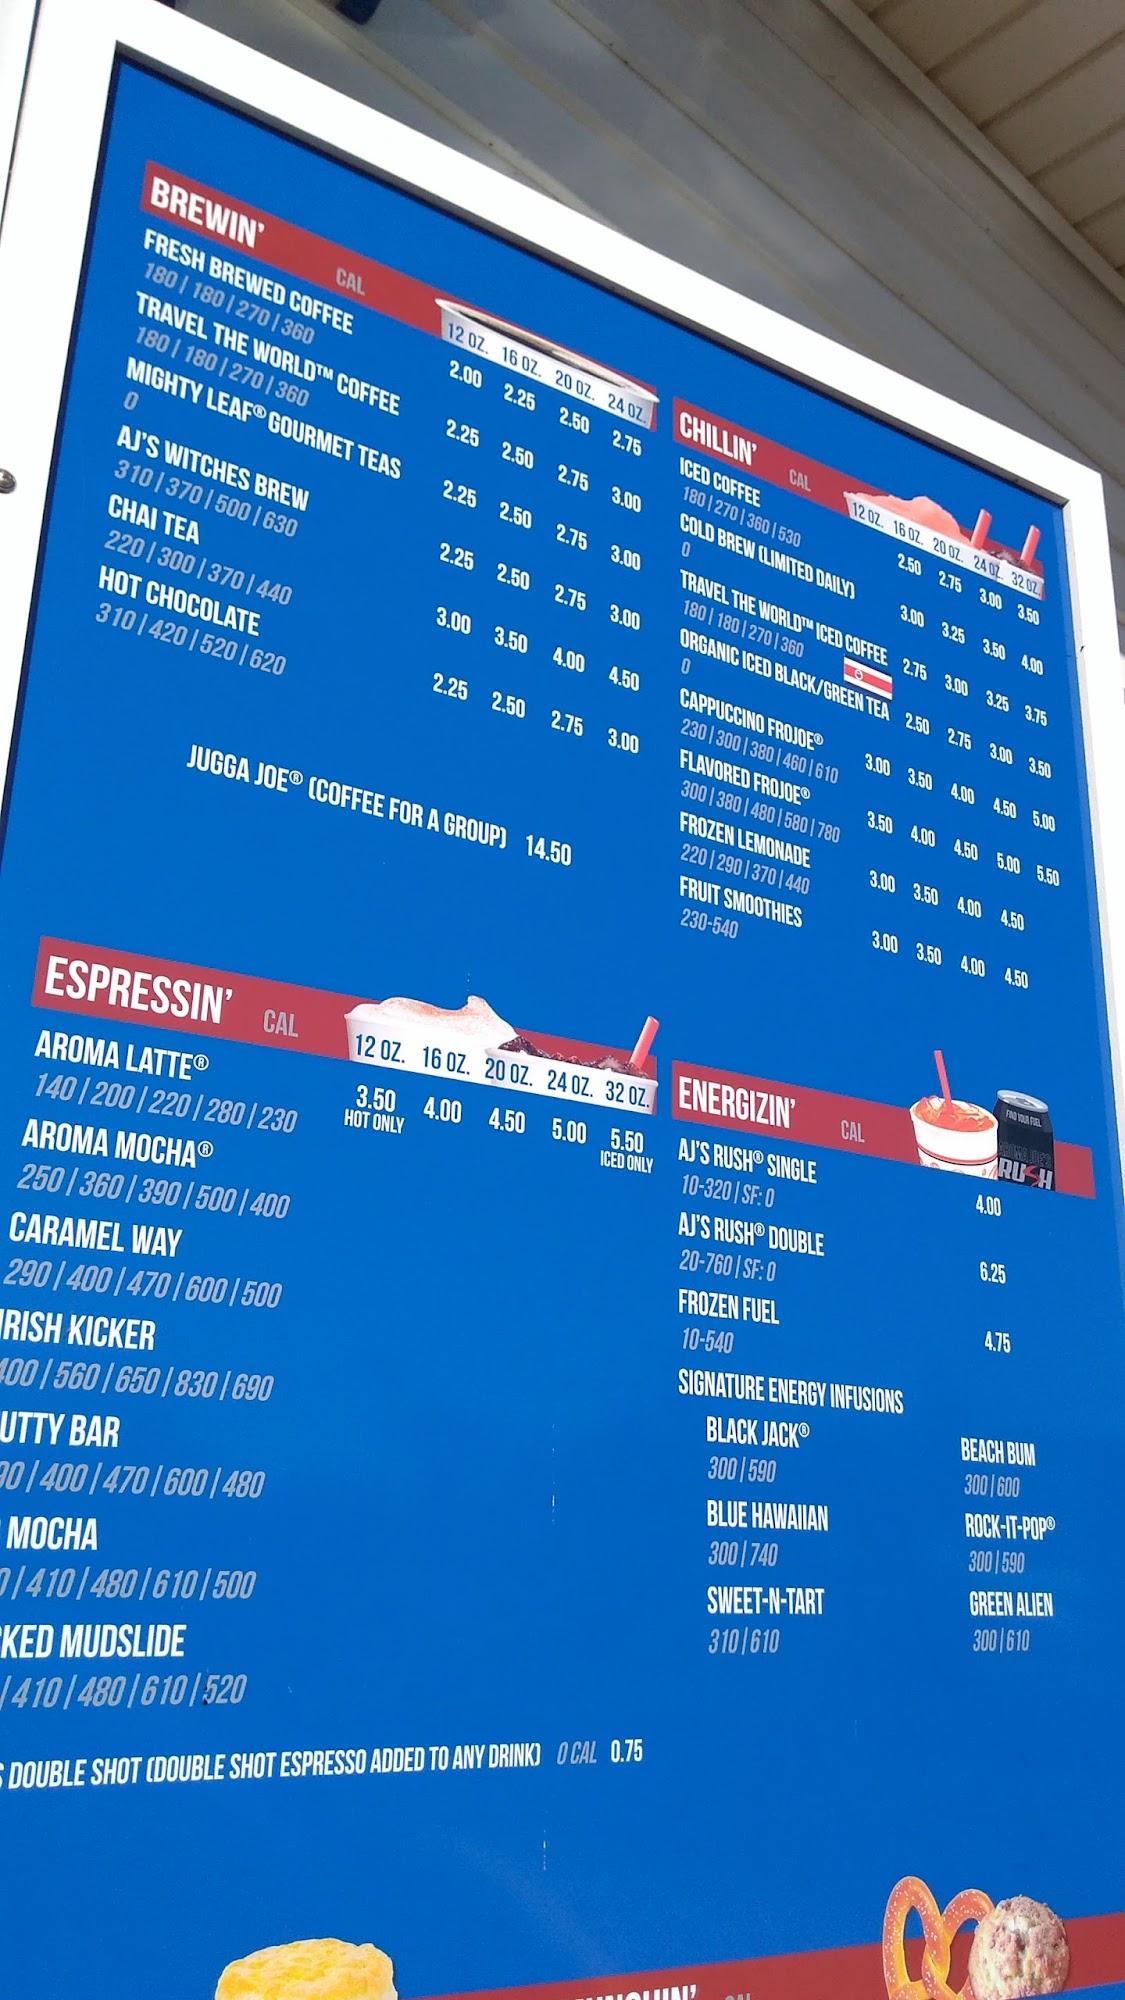 BREWIN' CAL
12 OZ. 16 OZ. 20 OZ. 24 OZ.
FRESH BREWED COFFEE 2.00 2.25 2.50 2.75
180 | 180 | 270 | 360
TRAVEL THE WORLD™ COFFEE 2.25 2.50 2.75 3.00
180 | 180 | 270 | 360
MIGHTY LEAF® GOURMET TEAS 2.25 2.50 2.75 3.00
0
AJ'S WITCHES BREW 2.25 2.50 2.75 3.00
310 | 370 | 500 | 630
CHAI TEA 3.00 3.50 4.00 4.50
220 | 300 | 370 | 440
HOT CHOCOLATE 2.25 2.50 2.75 3.00
310 | 420 | 520 | 620
JUGGA JOE® (COFFEE FOR A GROUP) 14.50
CHILLIN' CAL
12 OZ. 16 OZ. 20 OZ. 24 OZ. 32 OZ.
ICED COFFEE 2.50 2.75 3.00 3.50
180 | 270 | 360 | 530
COLD BREW (LIMITED DAILY) 3.00 3.25 3.50 4.00
0
TRAVEL THE WORLD™ ICED COFFEE 2.75 3.00 3.25 3.75
180 | 180 | 270 | 360
ORGANIC ICED BLACK/GREEN TEA 2.50 2.75 3.00 3.50
0
CAPPUCCINO FROJOE® 3.00 3.50 4.00 4.50 5.00
230 | 300 | 380 | 460 | 610
FLAVORED FROJOE® 3.50 4.00 4.50 5.00 5.50
300 | 380 | 480 | 580 | 780
FROZEN LEMONADE 3.00 3.50 4.00 4.50
220 | 290 | 370 | 440
FRUIT SMOOTHIES 3.00 3.50 4.00 4.50
230-540
ESPRESSIN' CAL
12 OZ. 16 OZ. 20 OZ. 24 OZ. 32 OZ.
AROMA LATTE® 3.50 4.00 4.50 5.00 5.50
HOT ONLY ICED ONLY
140 | 200 | 220 | 280 | 230
AROMA MOCHA®
250 | 360 | 390 | 500 | 400
CARAMEL WAY
290 | 400 | 470 | 600 | 500
IRISH KICKER
400 | 560 | 650 | 830 | 690
UTTY BAR
90 | 400 | 470 | 600 | 480
MOCHA
0 | 410 | 480 | 610 | 500
KED MUDSLIDE
| 410 | 480 | 610 | 520
S DOUBLE SHOT (DOUBLE SHOT ESPRESSO ADDED TO ANY DRINK) 0 CAL 0.75
ENERGIZIN' CAL
FIND YOUR FUEL
AROMA JOE'S
RUSH
AJ'S RUSH® SINGLE 4.00
10-320 | SF: 0
AJ'S RUSH® DOUBLE 6.25
20-760 | SF: 0
FROZEN FUEL 4.75
10-540
SIGNATURE ENERGY INFUSIONS
BLACK JACK® BEACH BUM
300 | 590 300 | 600
BLUE HAWAIIAN ROCK-IT-POP®
300 | 740 300 | 590
SWEET-N-TART GREEN ALIEN
310 | 610 300 | 610
CAL